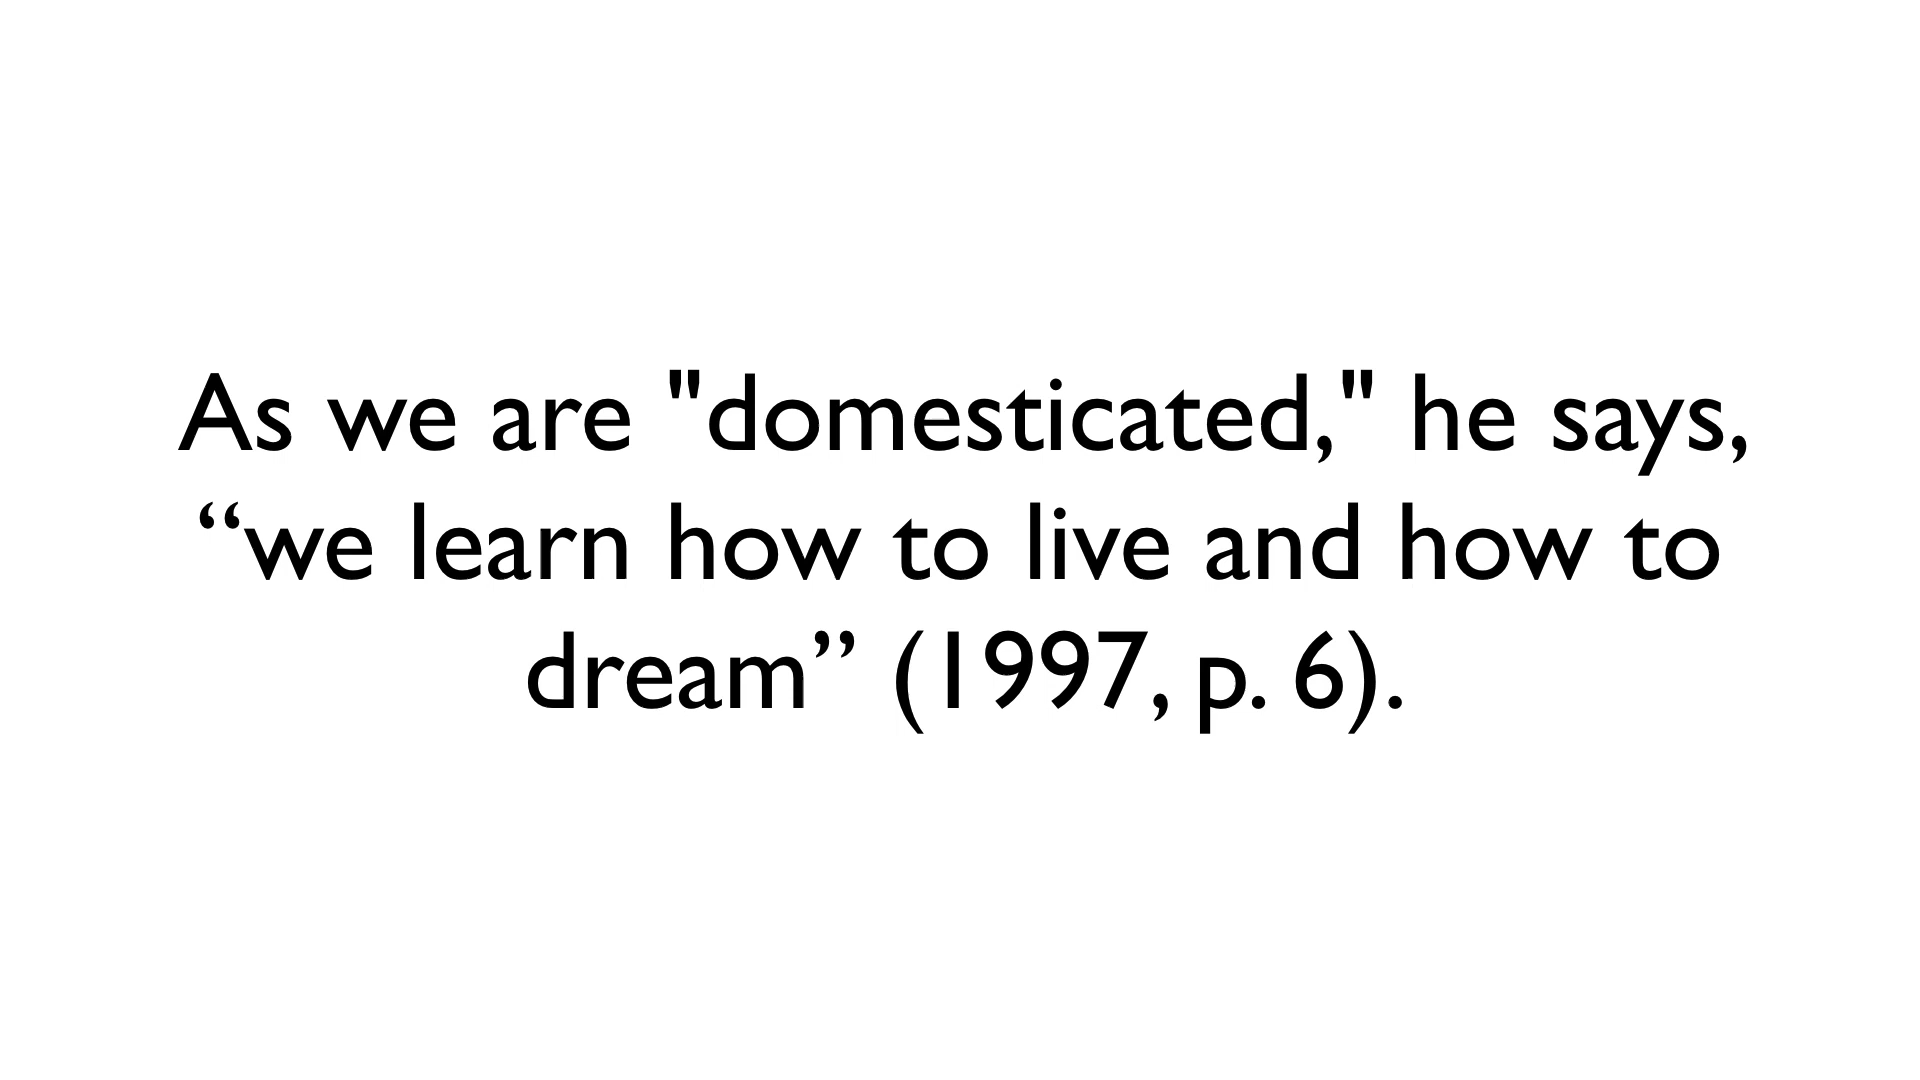 As we are "domesticated," he says,
“we learn how to live and how to
dream” (1997, p. 6).